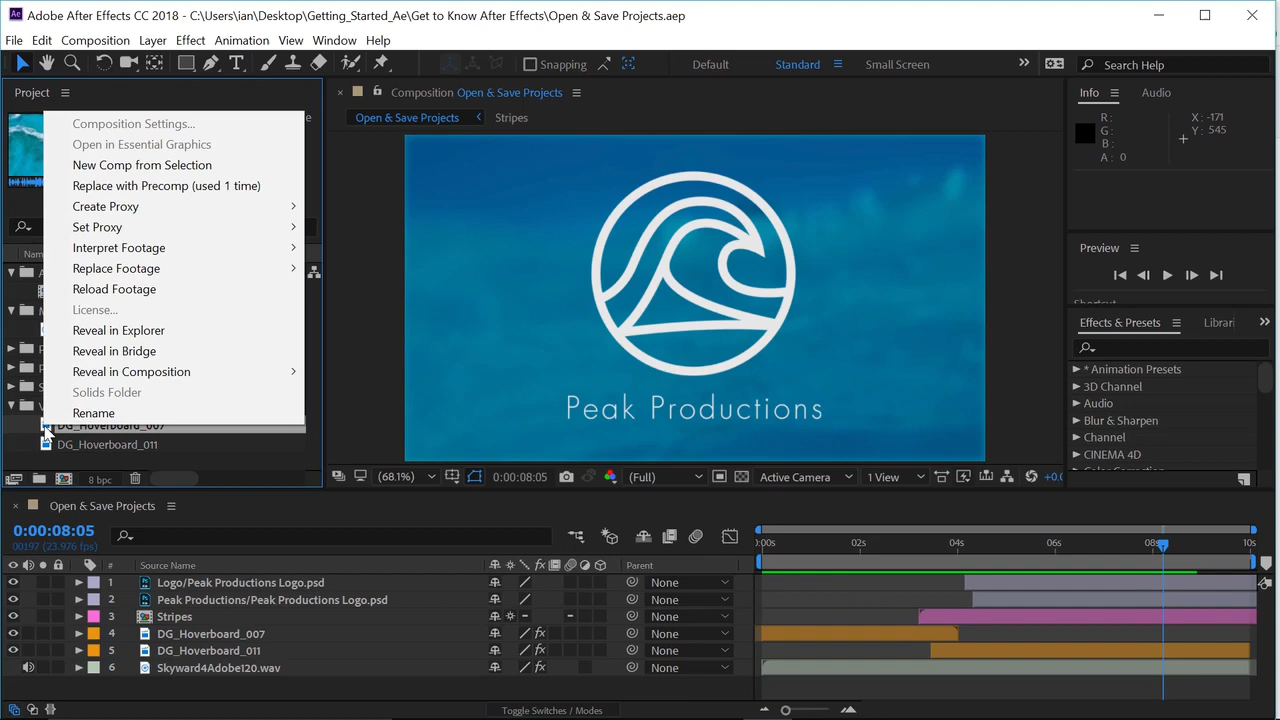 Adobe After Effects CC 2018 - C:\Users\ian\Desktop\Getting_Started_Ae\Get to Know After Effects\Open & Save Projects.aep
File Edit Composition Layer Effect Animation View Window Help
Snapping Default Standard Small Screen Search Help
Project
Composition Settings...
Open in Essential Graphics
New Comp from Selection
Replace with Precomp (used 1 time)
Create Proxy
Set Proxy
Interpret Footage
Replace Footage
Reload Footage
License...
Reveal in Explorer
Reveal in Bridge
Reveal in Composition
Solids Folder
Rename
DG_Hoverboard_007
DG_Hoverboard_011
8 bpc
Composition Open & Save Projects
Open & Save Projects Stripes
Peak Productions
(68.1%) 0:00:08:05 (Full) Active Camera 1 View +0.0
Info Audio
R: X: -171
G: Y: 545
B:
A: 0
Preview
Effects & Presets Librari
* Animation Presets
3D Channel
Audio
Blur & Sharpen
Channel
CINEMA 4D
Open & Save Projects
0:00:08:05
00197 (23.976 fps)
# Source Name Parent
1 Logo/Peak Productions Logo.psd None
2 Peak Productions/Peak Productions Logo.psd None
3 Stripes None
4 DG_Hoverboard_007 None
5 DG_Hoverboard_011 None
6 Skyward4Adobe120.wav None
:00s 02s 04s 06s 08s 10s
Toggle Switches / Modes